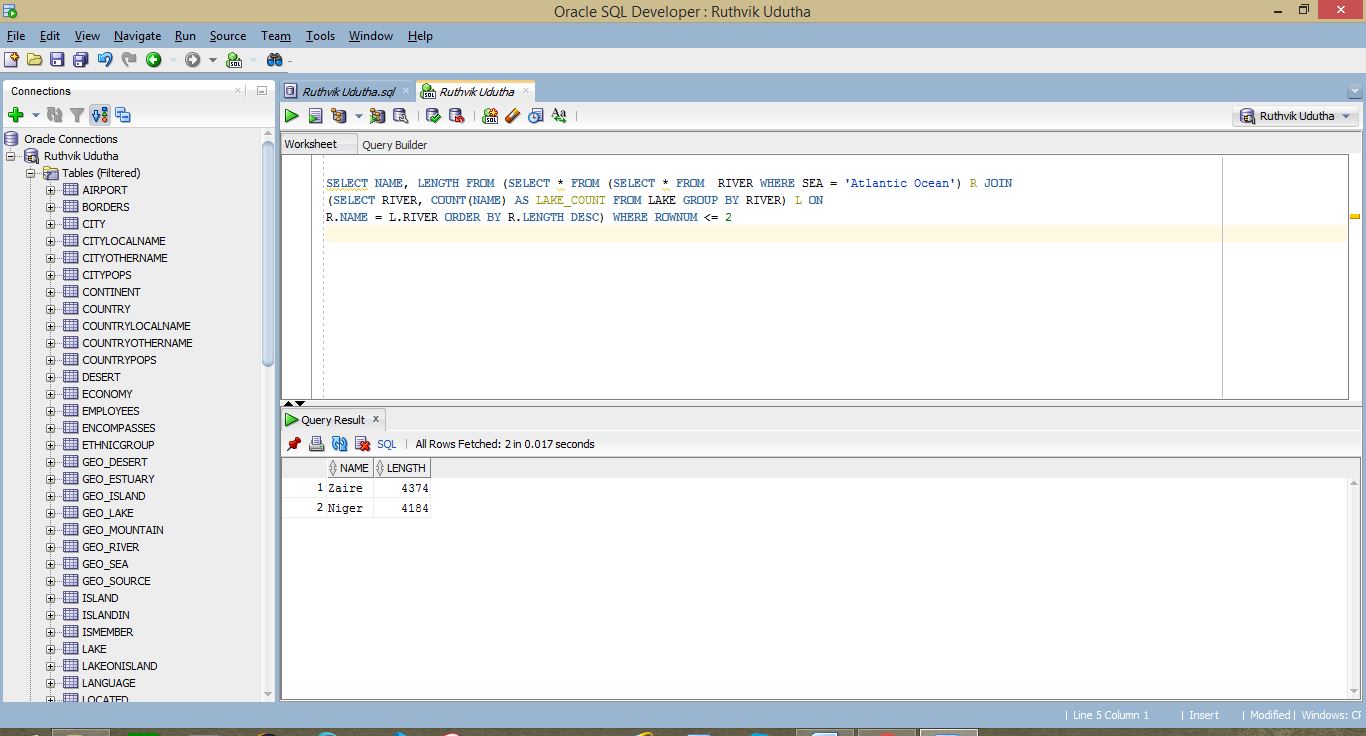 Oracle SQL Developer : Ruthvik Udutha
File Edit View Navigate Run Source Team Tools Window Help
Connections
Oracle Connections
Ruthvik Udutha
Tables (Filtered)
AIRPORT
BORDERS
CITY
CITYLOCALNAME
CITYOTHERNAME
CITYPOPS
CONTINENT
COUNTRY
COUNTRYLOCALNAME
COUNTRYOTHERNAME
COUNTRYPOPS
DESERT
ECONOMY
EMPLOYEES
ENCOMPASSES
ETHNICGROUP
GEO_DESERT
GEO_ESTUARY
GEO_ISLAND
GEO_LAKE
GEO_MOUNTAIN
GEO_RIVER
GEO_SEA
GEO_SOURCE
ISLAND
ISLANDIN
ISMEMBER
LAKE
LAKEONISLAND
LANGUAGE
LOCATED
Ruthvik Udutha.sql
Ruthvik Udutha
Ruthvik Udutha
Worksheet Query Builder
SELECT NAME, LENGTH FROM (SELECT * FROM (SELECT * FROM  RIVER WHERE SEA = 'Atlantic Ocean') R JOIN
(SELECT RIVER, COUNT(NAME) AS LAKE_COUNT FROM LAKE GROUP BY RIVER) L ON
R.NAME = L.RIVER ORDER BY R.LENGTH DESC) WHERE ROWNUM <= 2
Query Result
SQL | All Rows Fetched: 2 in 0.017 seconds
NAME LENGTH
1 Zaire 4374
2 Niger 4184
| Line 5 Column 1 | Insert | Modified | Windows: CF